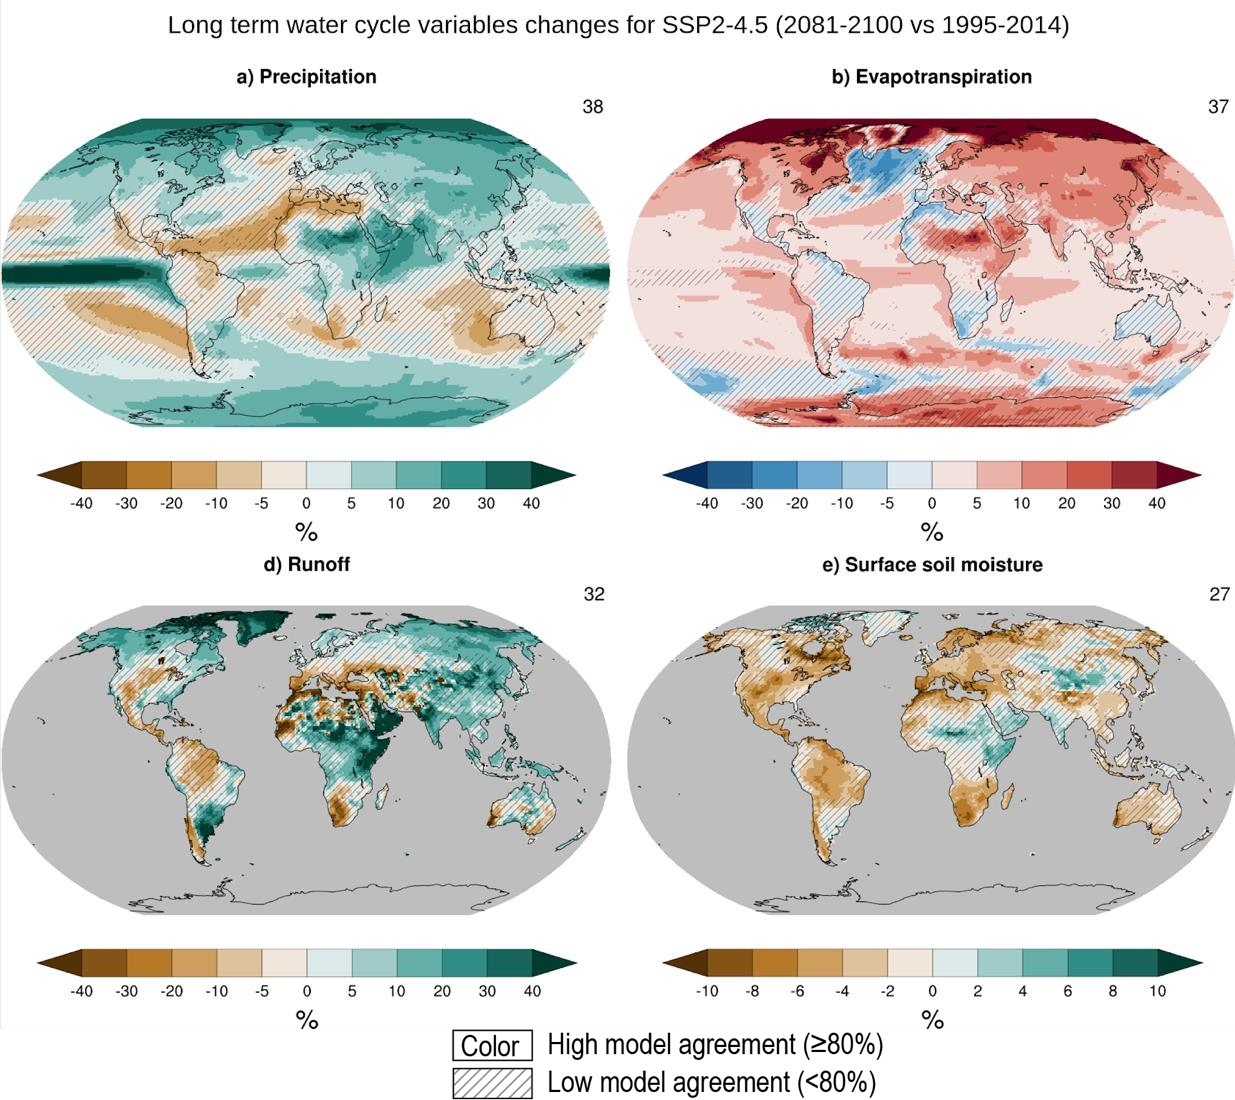 Long term water cycle variables changes for SSP2-4.5 (2081-2100 vs 1995-2014)
a) Precipitation
b) Evapotranspiration
38
37
-40 -30 -20 -10 -5 0 5 10 20 30 40
-40 -30 -20 -10 -5 0 5 10 20 30 40
%
%
d) Runoff
e) Surface soil moisture
32
27
-40 -30 -20 -10 -5 0 5 10 20 30 40
-10 -8 -6 -4 -2 0 2 4 6 8 10
%
%
Color High model agreement (≥80%)
Low model agreement (<80%)